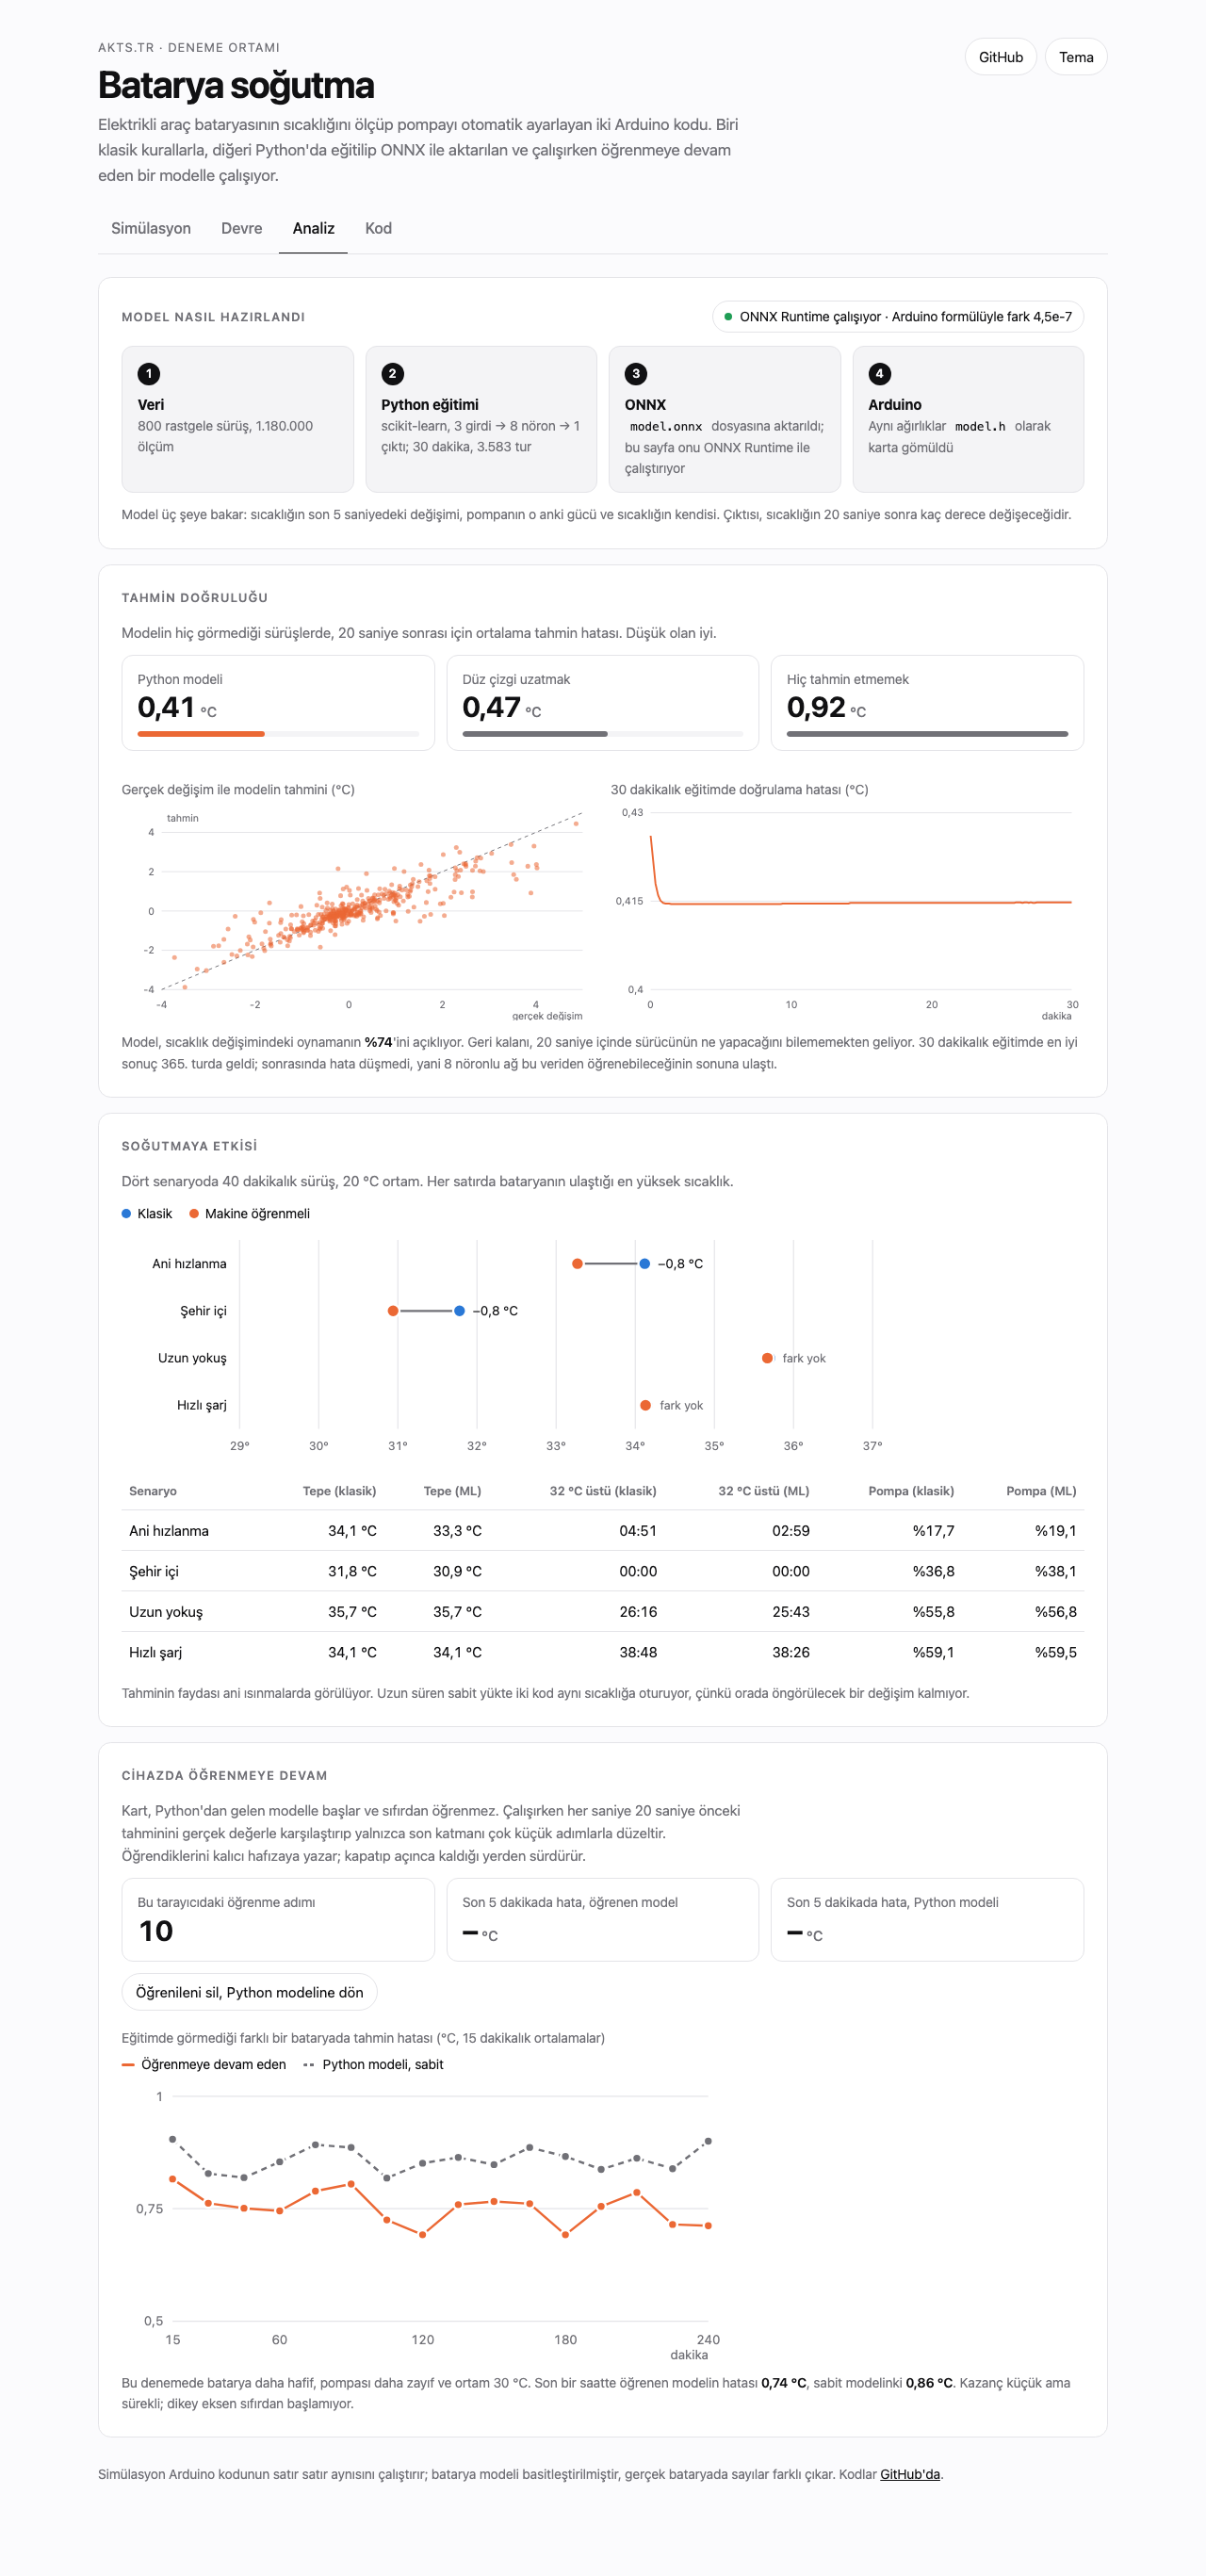 AKTS.TR · DENEME ORTAMI
GitHub
Tema
Batarya soğutma
Elektrikli araç bataryasının sıcaklığını ölçüp pompayı otomatik ayarlayan iki Arduino kodu. Biri
klasik kurallarla, diğeri Python'da eğitilip ONNX ile aktarılan ve çalışırken öğrenmeye devam
eden bir modelle çalışıyor.
Simülasyon
Devre
Analiz
Kod
MODEL NASIL HAZIRLANDI
ONNX Runtime çalışıyor · Arduino formülüyle fark 4,5e-7
1
Veri
800 rastgele sürüş, 1.180.000
ölçüm
2
Python eğitimi
scikit-learn, 3 girdi → 8 nöron → 1
çıktı; 30 dakika, 3.583 tur
3
ONNX
model.onnx dosyasına aktarıldı;
bu sayfa onu ONNX Runtime ile
çalıştırıyor
4
Arduino
Aynı ağırlıklar model.h olarak
karta gömüldü
Model üç şeye bakar: sıcaklığın son 5 saniyedeki değişimi, pompanın o anki gücü ve sıcaklığın kendisi. Çıktısı, sıcaklığın 20 saniye sonra kaç derece değişeceğidir.
TAHMİN DOĞRULUĞU
Modelin hiç görmediği sürüşlerde, 20 saniye sonrası için ortalama tahmin hatası. Düşük olan iyi.
Python modeli
0,41 °C
Düz çizgi uzatmak
0,47 °C
Hiç tahmin etmemek
0,92 °C
Gerçek değişim ile modelin tahmini (°C)
tahmin
4
2
0
-2
-4
-4 -2 0 2 4
gerçek değişim
30 dakikalık eğitimde doğrulama hatası (°C)
0,43
0,415
0,4
0 10 20 30
dakika
Model, sıcaklık değişimindeki oynamanın %74'ini açıklıyor. Geri kalanı, 20 saniye içinde sürücünün ne yapacağını bilememekten geliyor. 30 dakikalık eğitimde en iyi
sonuç 365. turda geldi; sonrasında hata düşmedi, yani 8 nöronlu ağ bu veriden öğrenebileceğinin sonuna ulaştı.
SOĞUTMAYA ETKİSİ
Dört senaryoda 40 dakikalık sürüş, 20 °C ortam. Her satırda bataryanın ulaştığı en yüksek sıcaklık.
Klasik
Makine öğrenmeli
Ani hızlanma
−0,8 °C
Şehir içi
−0,8 °C
Uzun yokuş
fark yok
Hızlı şarj
fark yok
29° 30° 31° 32° 33° 34° 35° 36° 37°
Senaryo Tepe (klasik) Tepe (ML) 32 °C üstü (klasik) 32 °C üstü (ML) Pompa (klasik) Pompa (ML)
Ani hızlanma 34,1 °C 33,3 °C 04:51 02:59 %17,7 %19,1
Şehir içi 31,8 °C 30,9 °C 00:00 00:00 %36,8 %38,1
Uzun yokuş 35,7 °C 35,7 °C 26:16 25:43 %55,8 %56,8
Hızlı şarj 34,1 °C 34,1 °C 38:48 38:26 %59,1 %59,5
Tahminin faydası ani ısınmalarda görülüyor. Uzun süren sabit yükte iki kod aynı sıcaklığa oturuyor, çünkü orada öngörülecek bir değişim kalmıyor.
CİHAZDA ÖĞRENMEYE DEVAM
Kart, Python'dan gelen modelle başlar ve sıfırdan öğrenmez. Çalışırken her saniye 20 saniye önceki
tahminini gerçek değerle karşılaştırıp yalnızca son katmanı çok küçük adımlarla düzeltir.
Öğrendiklerini kalıcı hafızaya yazar; kapatıp açınca kaldığı yerden sürdürür.
Bu tarayıcıdaki öğrenme adımı
10
Son 5 dakikada hata, öğrenen model
– °C
Son 5 dakikada hata, Python modeli
– °C
Öğrenileni sil, Python modeline dön
Eğitimde görmediği farklı bir bataryada tahmin hatası (°C, 15 dakikalık ortalamalar)
Öğrenmeye devam eden
Python modeli, sabit
1
0,75
0,5
15 60 120 180 240
dakika
Bu denemede batarya daha hafif, pompası daha zayıf ve ortam 30 °C. Son bir saatte öğrenen modelin hatası 0,74 °C, sabit modelinki 0,86 °C. Kazanç küçük ama
sürekli; dikey eksen sıfırdan başlamıyor.
Simülasyon Arduino kodunun satır satır aynısını çalıştırır; batarya modeli basitleştirilmiştir, gerçek bataryada sayılar farklı çıkar. Kodlar GitHub'da.